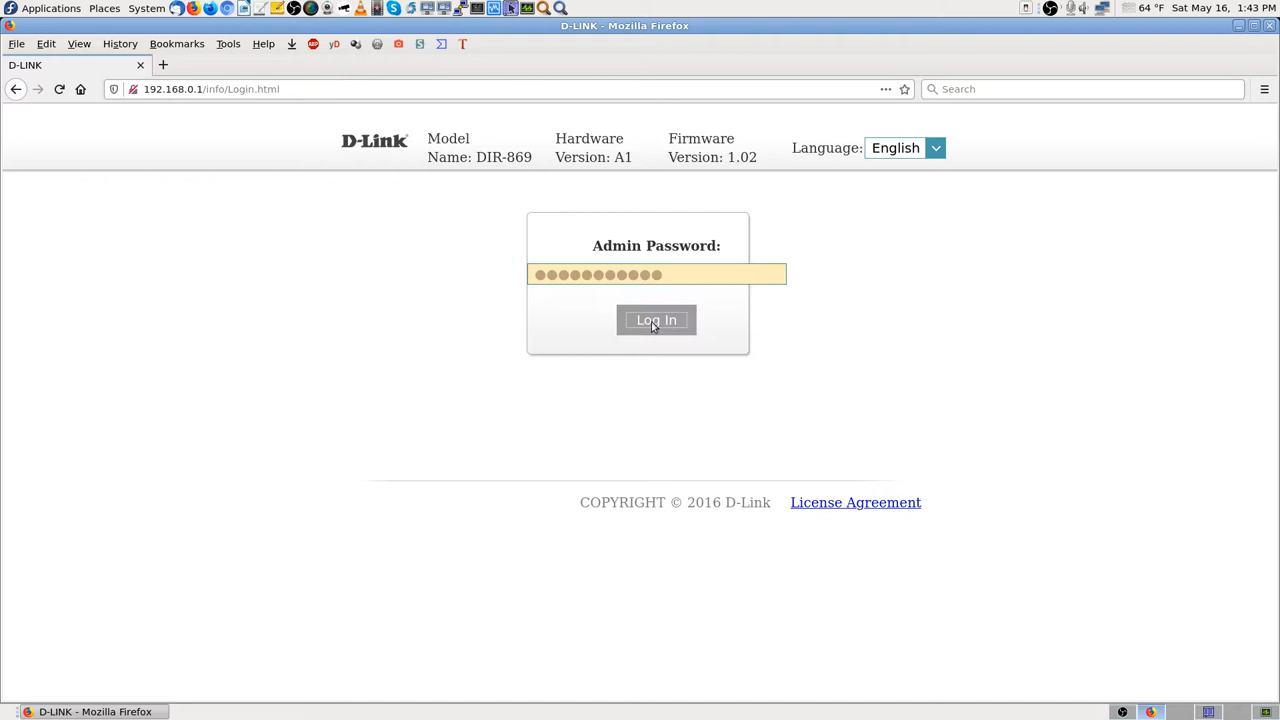 Applications Places System 64 °F Sat May 16, 1:43 PM
D-LINK - Mozilla Firefox
File Edit View History Bookmarks Tools Help ABP yD S Σ T
D-LINK
192.168.0.1/info/Login.html Search
D-Link Model Name: DIR-869 Hardware Version: A1 Firmware Version: 1.02 Language: English
Admin Password:
Log In
COPYRIGHT © 2016 D-Link License Agreement
D-LINK - Mozilla Firefox